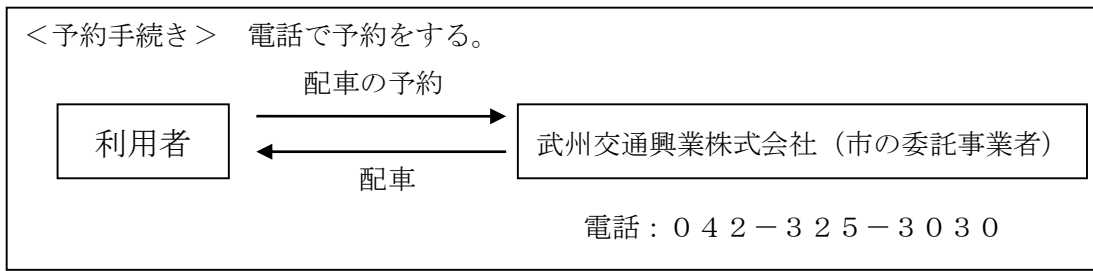 ＜予約手続き＞　電話で予約をする。
配車の予約
利用者
武州交通興業株式会社（市の委託事業者）
配車
電話：０４２－３２５－３０３０